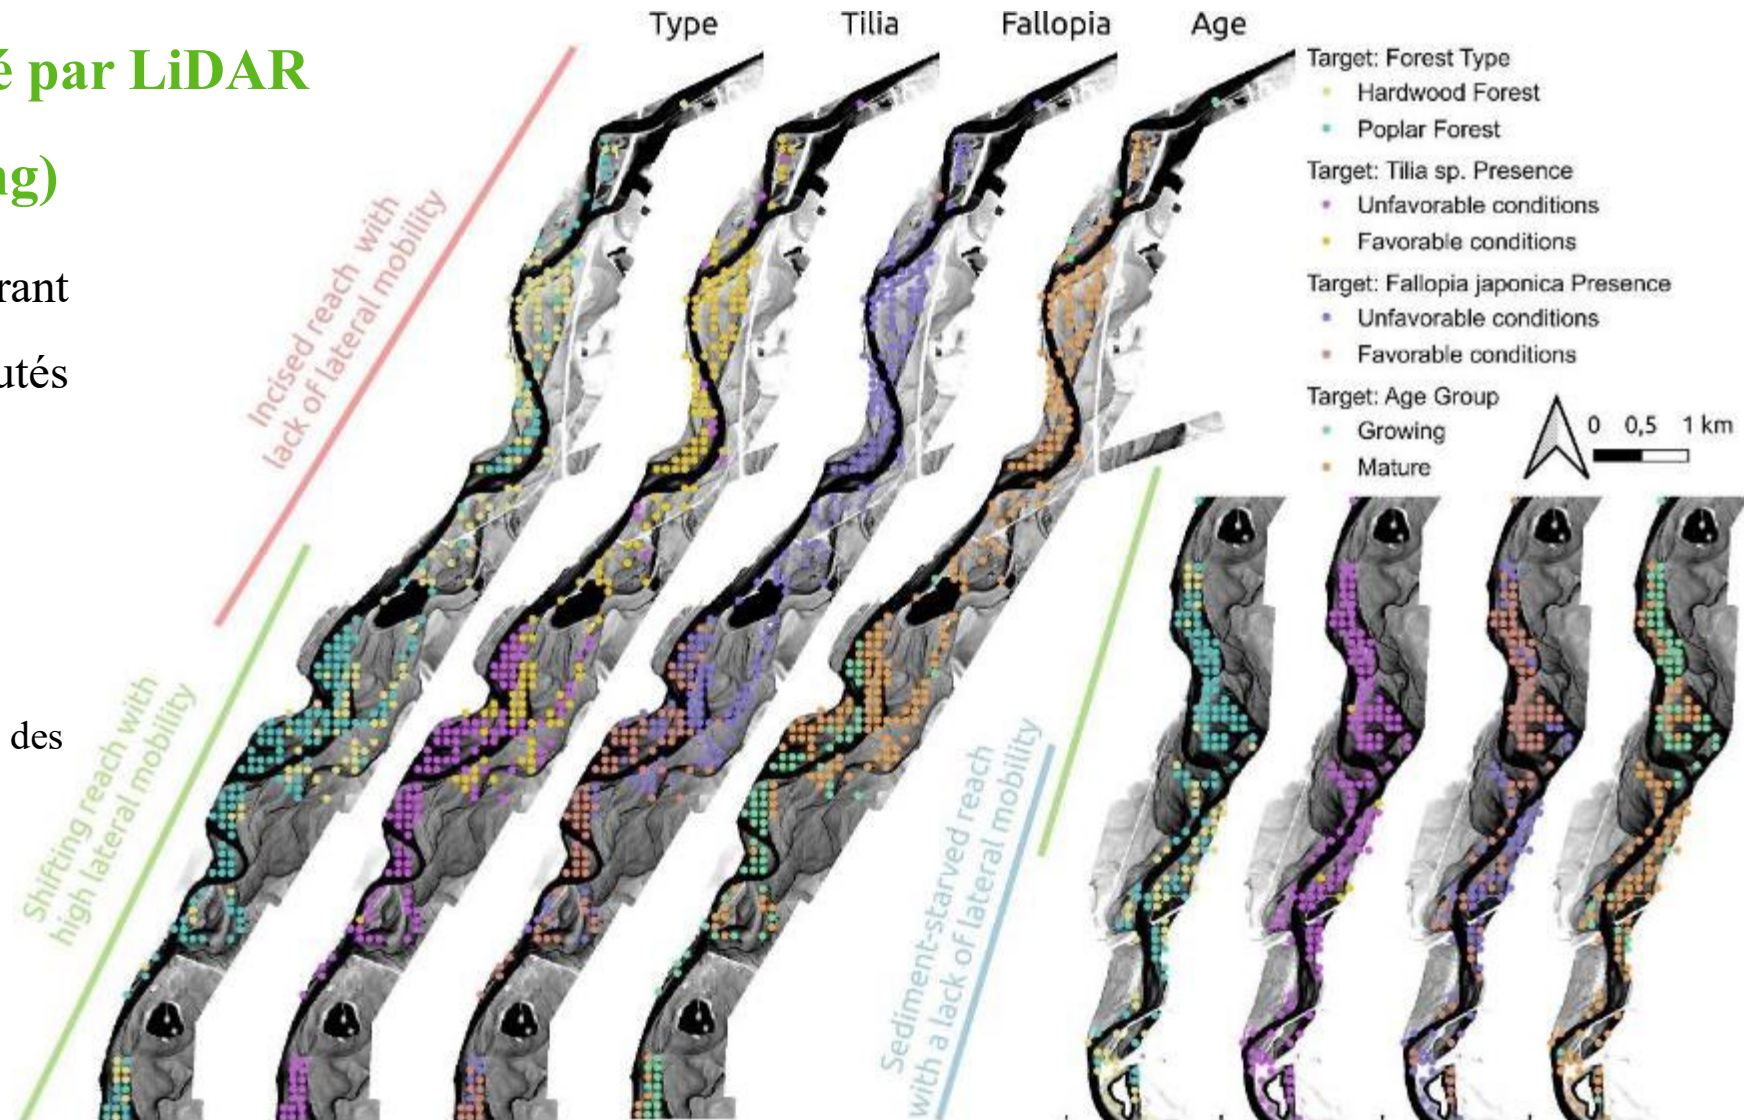 é par LiDAR
ng)
rant
utés
des
Type
Tilia
Fallopia
Age
Incised reach with
lack of lateral mobility
Shifting reach with
high lateral mobility
Sediment-starved reach
with a lack of lateral mobility
Target: Forest Type
Hardwood Forest
Poplar Forest
Target: Tilia sp. Presence
Unfavorable conditions
Favorable conditions
Target: Fallopia japonica Presence
Unfavorable conditions
Favorable conditions
Target: Age Group
Growing
Mature
0 0,5 1 km